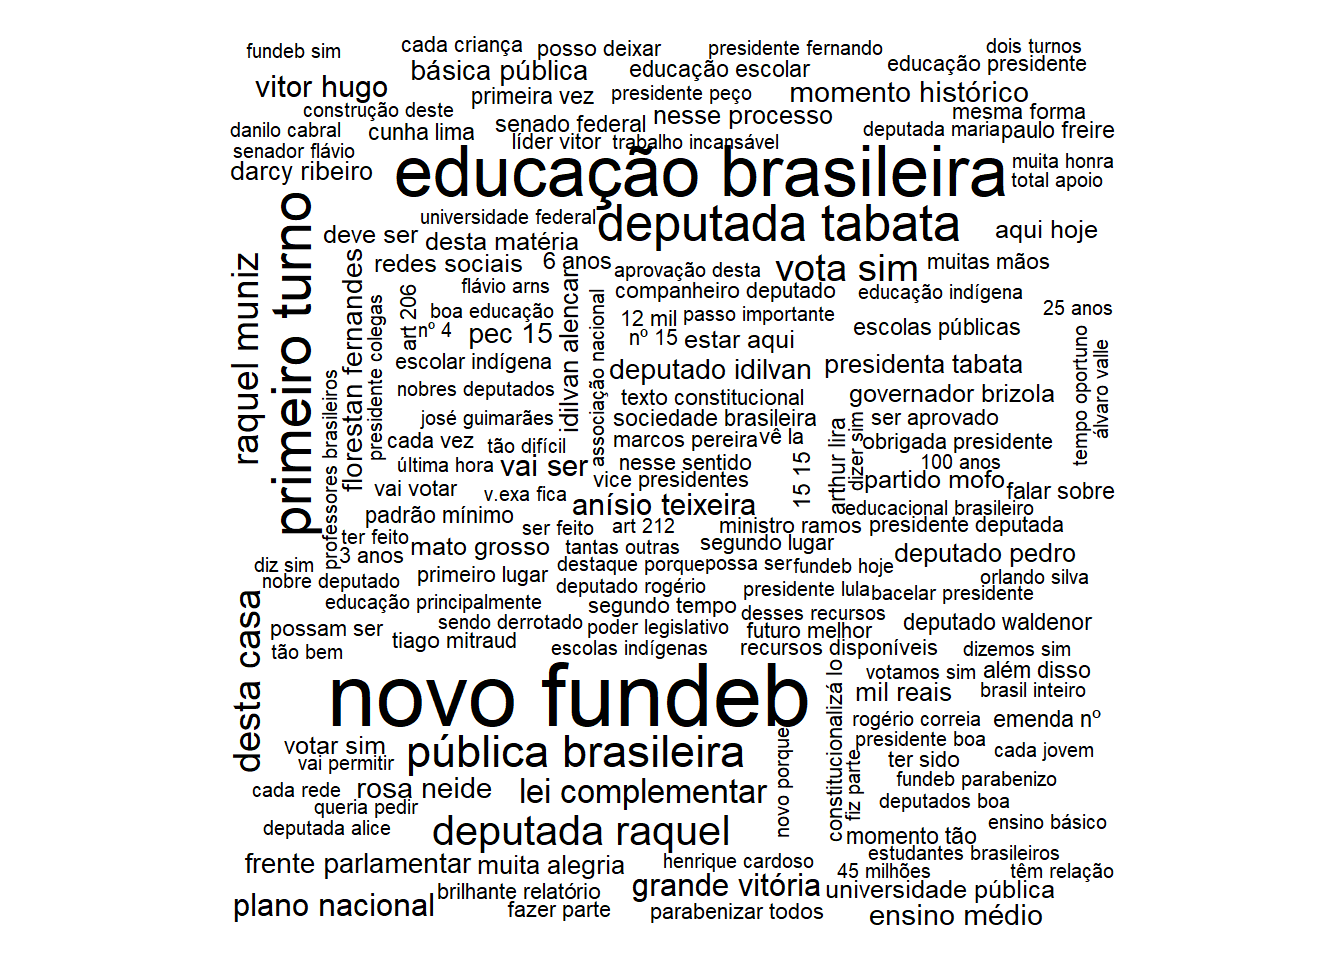 fundeb sim
cada criança
posso deixar
presidente fernando
dois turnos
vitor hugo
básica pública
educação escolar
educação presidente
primeira vez
presidente peço
momento histórico
construção deste
senado federal
nesse processo
mesma forma
danilo cabral
cunha lima
líder vitor
trabalho incansável
deputada maria
paulo freire
senador flávio
darcy ribeiro
educação brasileira
muita honra
total apoio
universidade federal
deputada tabata
deve ser
desta matéria
aqui hoje
raquel muniz
primeiro turno
florestan fernandes
redes sociais
6 anos
aprovação desta
vota sim
muitas mãos
presidente colegas
art 206
flávio arns
idilvan alencar
associação nacional
companheiro deputado
educação indígena
25 anos
boa educação
nº 4
pec 15
12 mil
passo importante
nº 15
estar aqui
escolas públicas
tempo oportuno
álvaro valle
escolar indígena
deputado idilvan
presidenta tabata
professores brasileiros
nobres deputados
texto constitucional
governador brizola
josé guimarães
sociedade brasileira
ser aprovado
cada vez
tão difícil
marcos pereira
vê la
arthur lira
dizer sim
obrigada presidente
última hora
vai ser
nesse sentido
15 15
100 anos
vai votar
v.exa fica
vice presidentes
partido mofo
falar sobre
anísio teixeira
educacional brasileiro
padrão mínimo
ser feito
art 212
ministro ramos
presidente deputada
ter feito
3 anos
mato grosso
tantas outras
segundo lugar
deputado pedro
diz sim
destaque porque
possa ser
fundeb hoje
nobre deputado
primeiro lugar
deputado rogério
presidente lula
bacelar presidente
orlando silva
desta casa
educação principalmente
segundo tempo
desses recursos
possam ser
sendo derrotado
poder legislativo
futuro melhor
deputado waldenor
tão bem
tiago mitraud
escolas indígenas
recursos disponíveis
dizemos sim
novo fundeb
constitucionalizá lo
votamos sim
além disso
mil reais
brasil inteiro
rogério correia
emenda nº
votar sim
pública brasileira
novo porque
presidente boa
cada jovem
vai permitir
fiz parte
ter sido
fundeb parabenizo
cada rede
rosa neide
lei complementar
deputados boa
queria pedir
deputada alice
deputada raquel
momento tão
ensino básico
frente parlamentar
muita alegria
henrique cardoso
estudantes brasileiros
45 milhões
têm relação
brilhante relatório
grande vitória
universidade pública
plano nacional
fazer parte
parabenizar todos
ensino médio